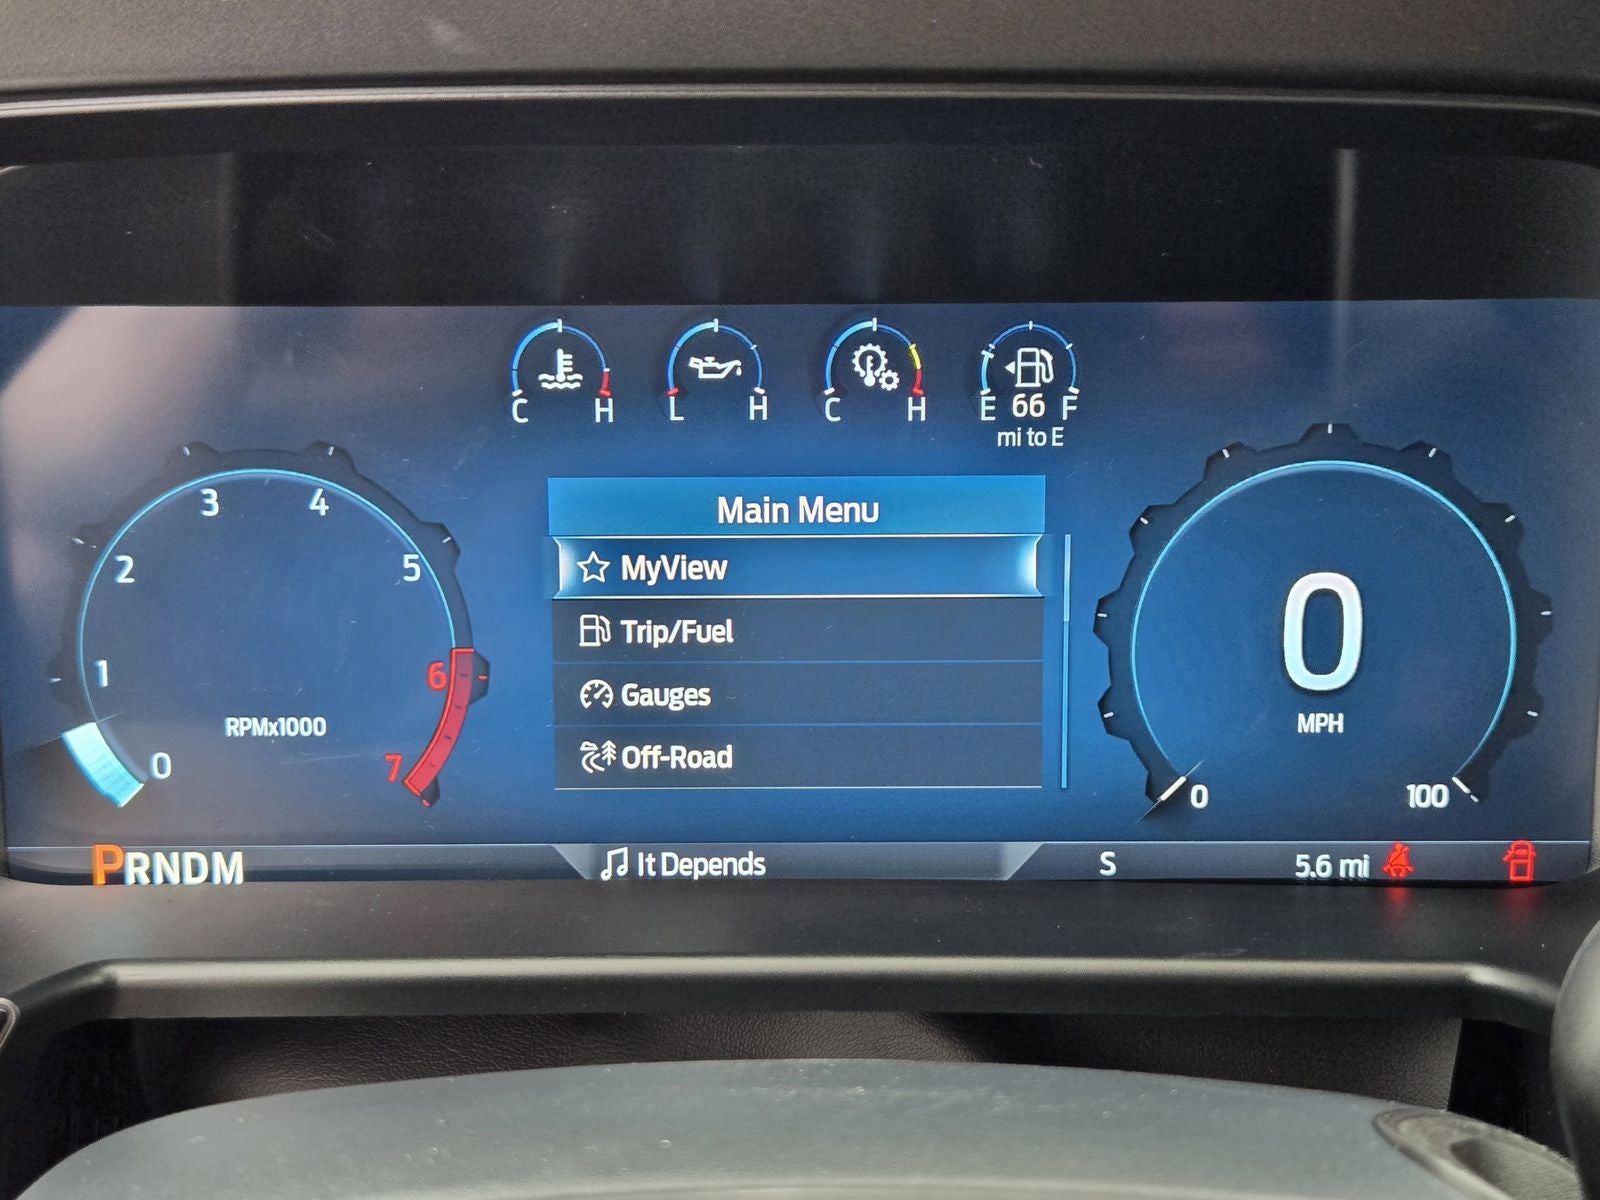 C H
L H
C H
E 66 F
mi to E
0 1 2 3 4 5 6 7
RPMx1000
Main Menu
MyView
Trip/Fuel
Gauges
Off-Road
0
MPH
0 100
PRNDM
It Depends
S
5.6 mi